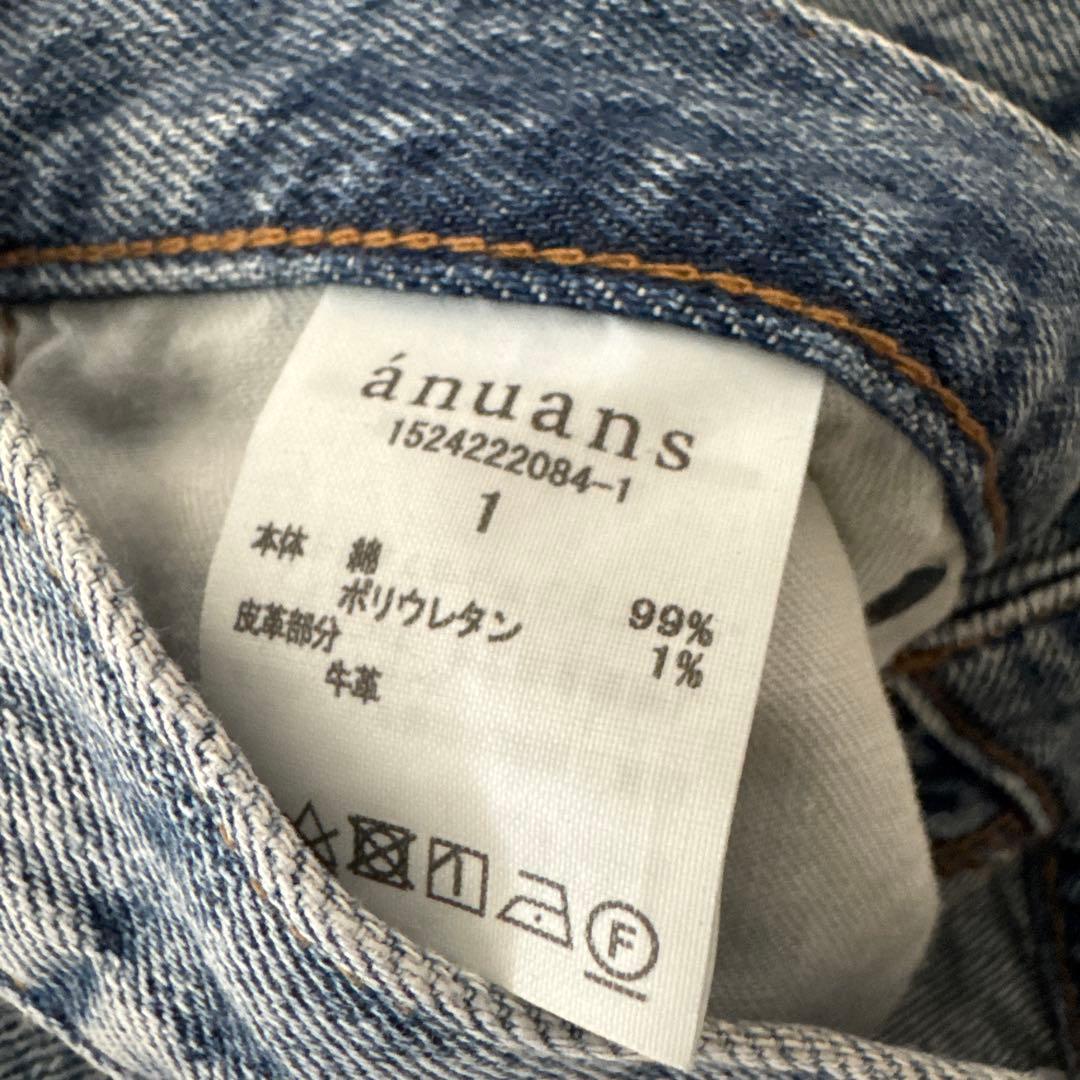 ánuans
1524222084-1
1
本体 綿 99%
ポリウレタン 1%
皮革部分
牛革
F